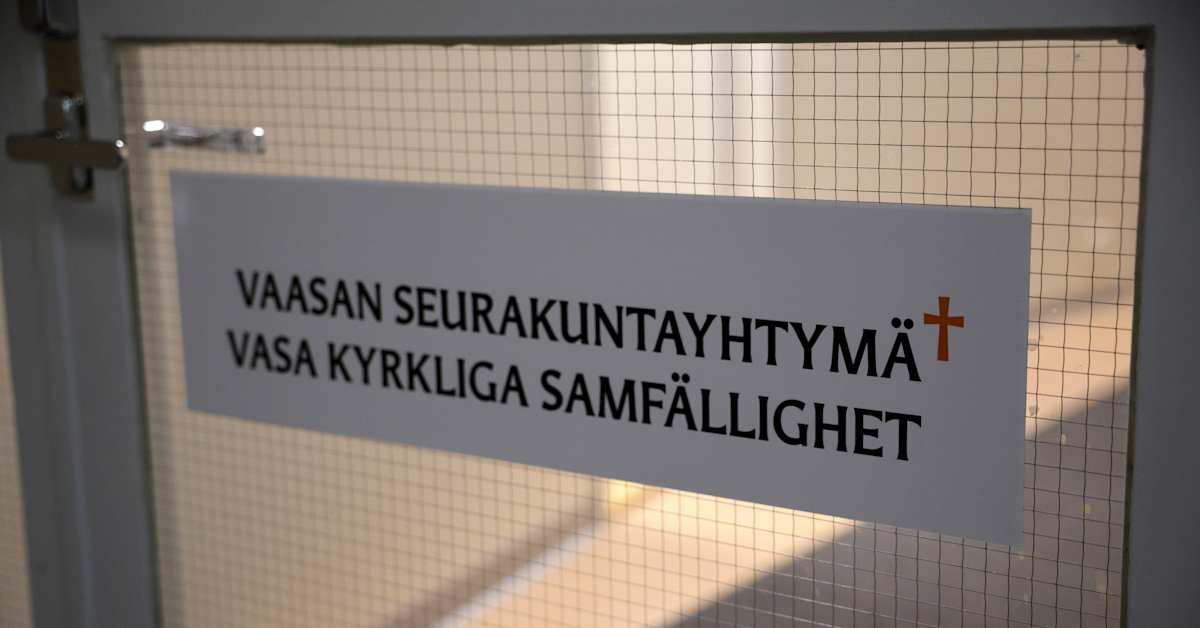 VAASAN SEURAKUNTAYHTYMÄ
VASA KYRKLIGA SAMFÄLLIGHET